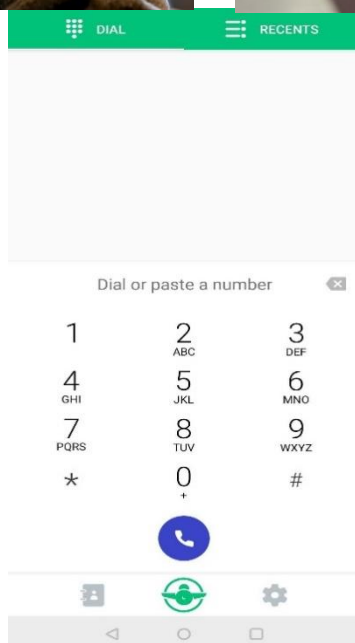 DIAL RECENTS
Dial or paste a number
1 2 3
ABC DEF
4 5 6
GHI JKL MNO
7 8 9
PQRS TUV WXYZ
* 0 #
+